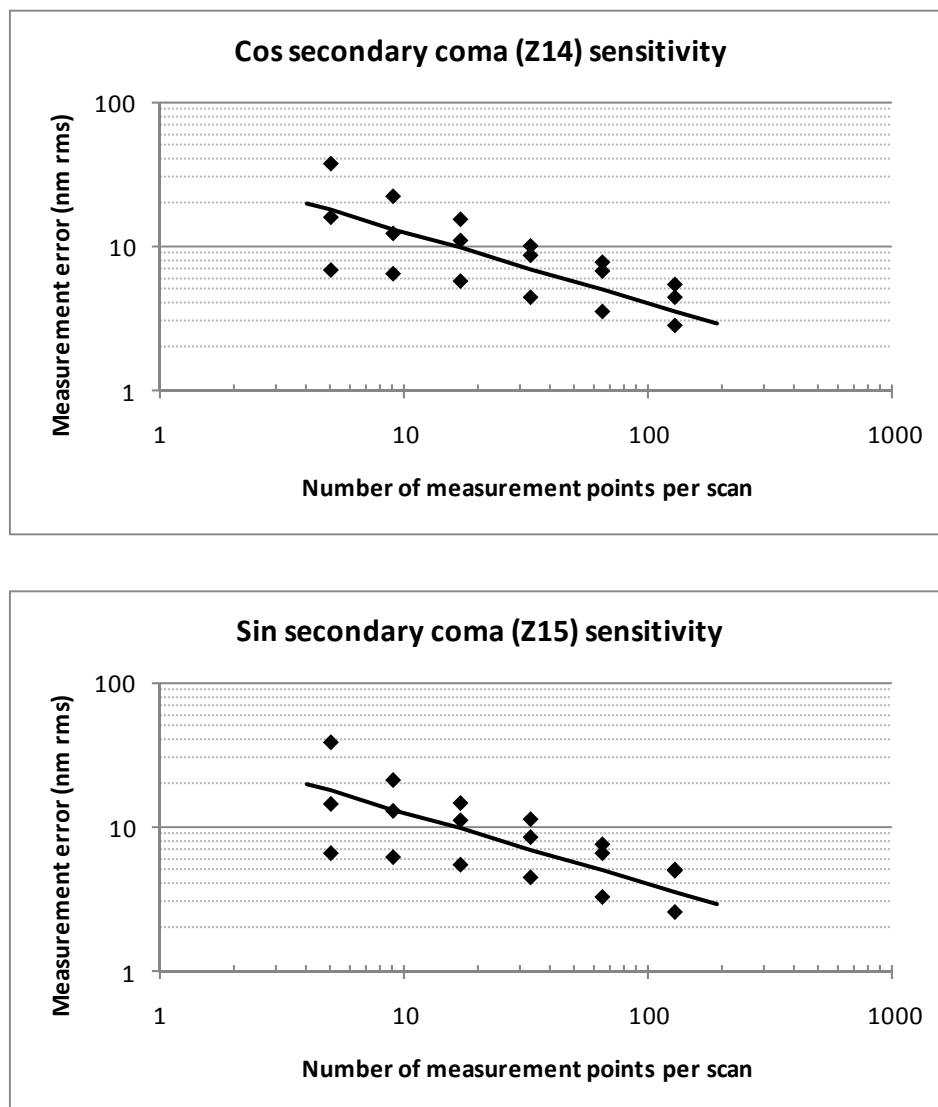 Cos secondary coma (Z14) sensitivity
Measurement error (nm rms)
100
10
1
1
10
100
1000
Number of measurement points per scan
Sin secondary coma (Z15) sensitivity
Measurement error (nm rms)
100
10
1
1
10
100
1000
Number of measurement points per scan